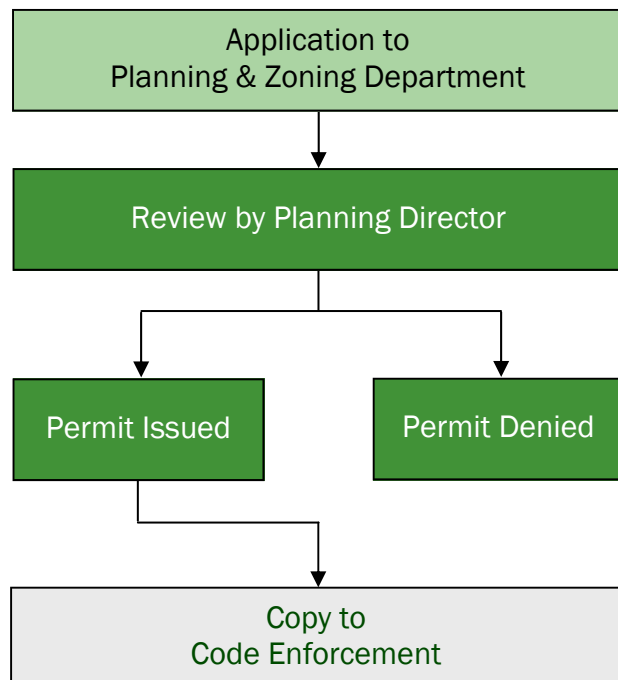 Application to
Planning & Zoning Department
Review by Planning Director
Permit Issued
Permit Denied
Copy to
Code Enforcement